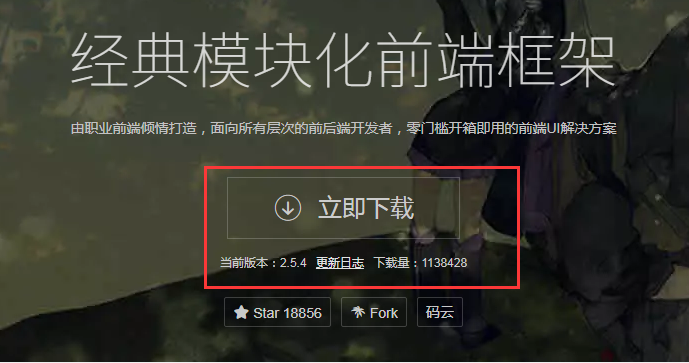 经典模块化前端框架
由职业前端倾情打造，面向所有层次的前后端开发者，零门槛开箱即用的前端UI解决方案
立即下载
当前版本：2.5.4 更新日志 下载量：1138428
Star 18856 Fork 码云